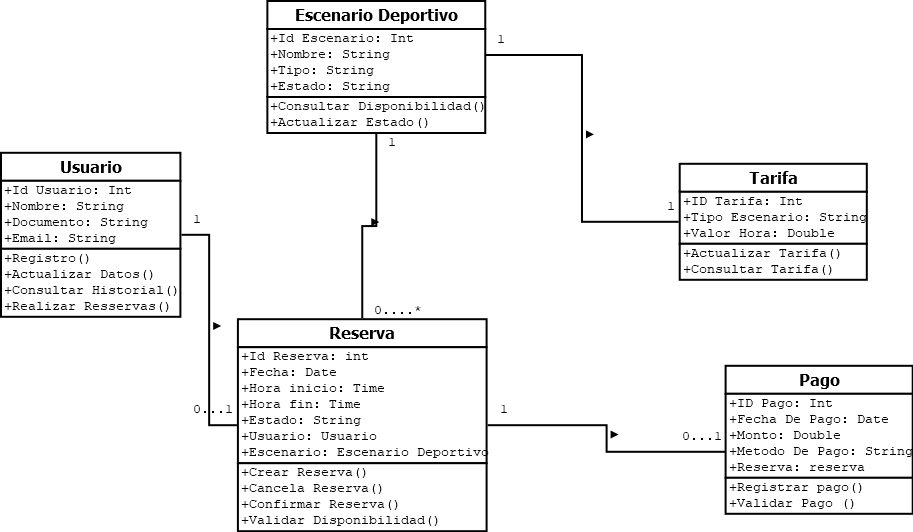 Escenario Deportivo
+Id Escenario: Int
+Nombre: String
+Tipo: String
+Estado: String
+Consultar Disponibilidad()
+Actualizar Estado()
1
1
Usuario
+Id Usuario: Int
+Nombre: String
+Documento: String
+Email: String
+Registro()
+Actualizar Datos()
+Consultar Historial()
+Realizar Resservas()
1
0...1
Tarifa
+ID Tarifa: Int
+Tipo Escenario: String
+Valor Hora: Double
+Actualizar Tarifa()
+Consultar Tarifa()
1
0....*
Reserva
+Id Reserva: int
+Fecha: Date
+Hora inicio: Time
+Hora fin: Time
+Estado: String
+Usuario: Usuario
+Escenario: Escenario Deportivo
+Crear Reserva()
+Cancela Reserva()
+Confirmar Reserva()
+Validar Disponibilidad()
1
0...1
Pago
+ID Pago: Int
+Fecha De Pago: Date
+Monto: Double
+Metodo De Pago: String
+Reserva: reserva
+Registrar pago()
+Validar Pago ()